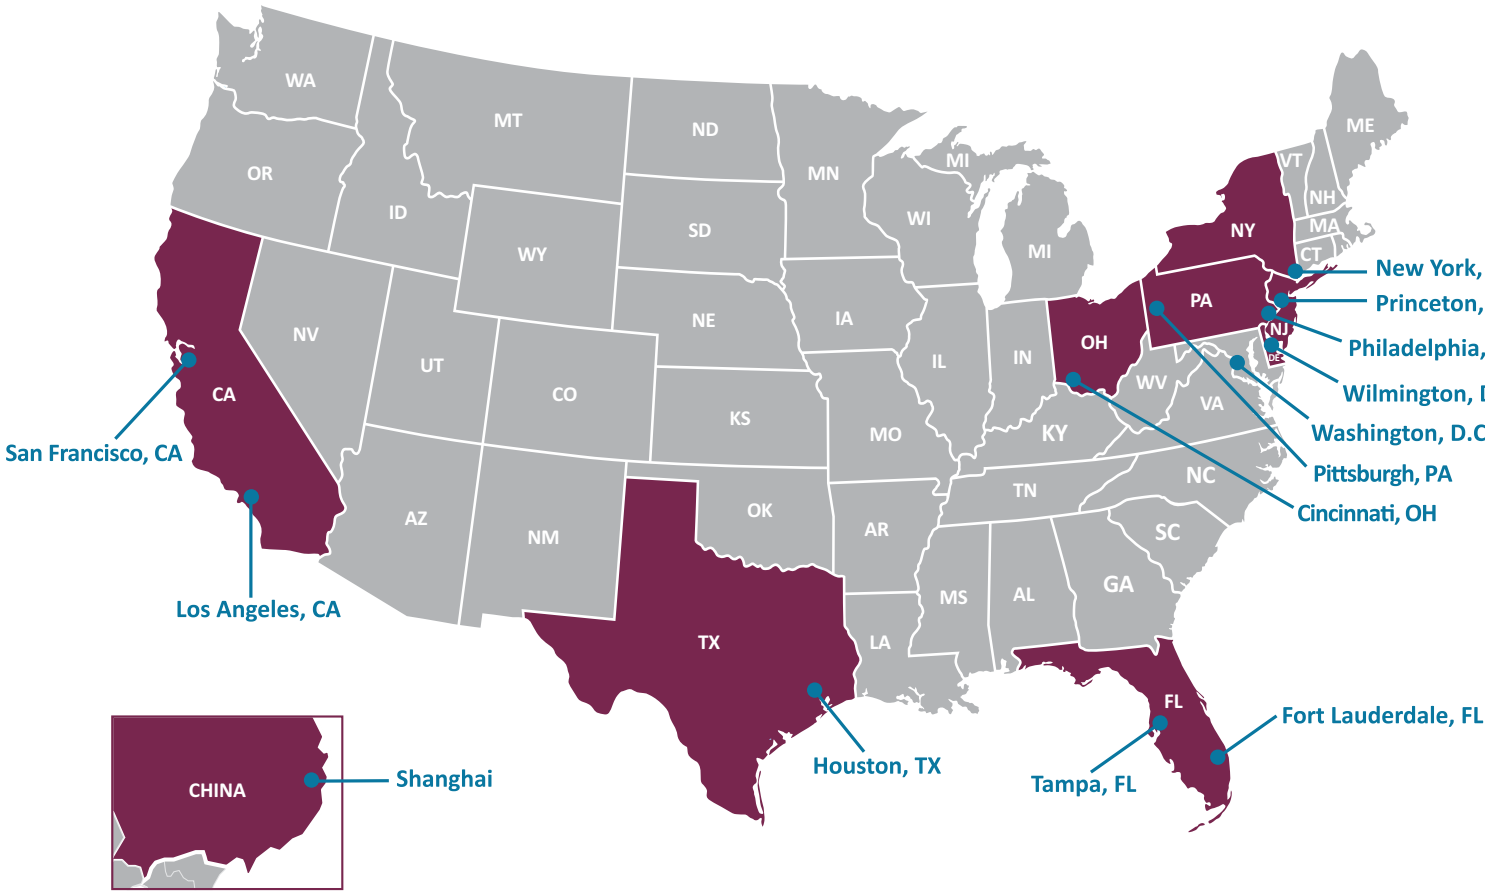 WA
MT
ND
MN
MI
ME
VT
NH
OR
ID
WY
SD
WI
MI
NY
MA
CT
New York,
Princeton,
NV
UT
CO
NE
IA
IL
IN
OH
PA
NJ
DE
Philadelphia,
Wilmington,
Washington, D.C
Pittsburgh, PA
Cincinnati, OH
CA
San Francisco, CA
Los Angeles, CA
KS
MO
KY
WV
VA
AZ
NM
OK
AR
TN
NC
SC
TX
LA
MS
AL
GA
FL
Houston, TX
Tampa, FL
Fort Lauderdale, FL
CHINA
Shanghai